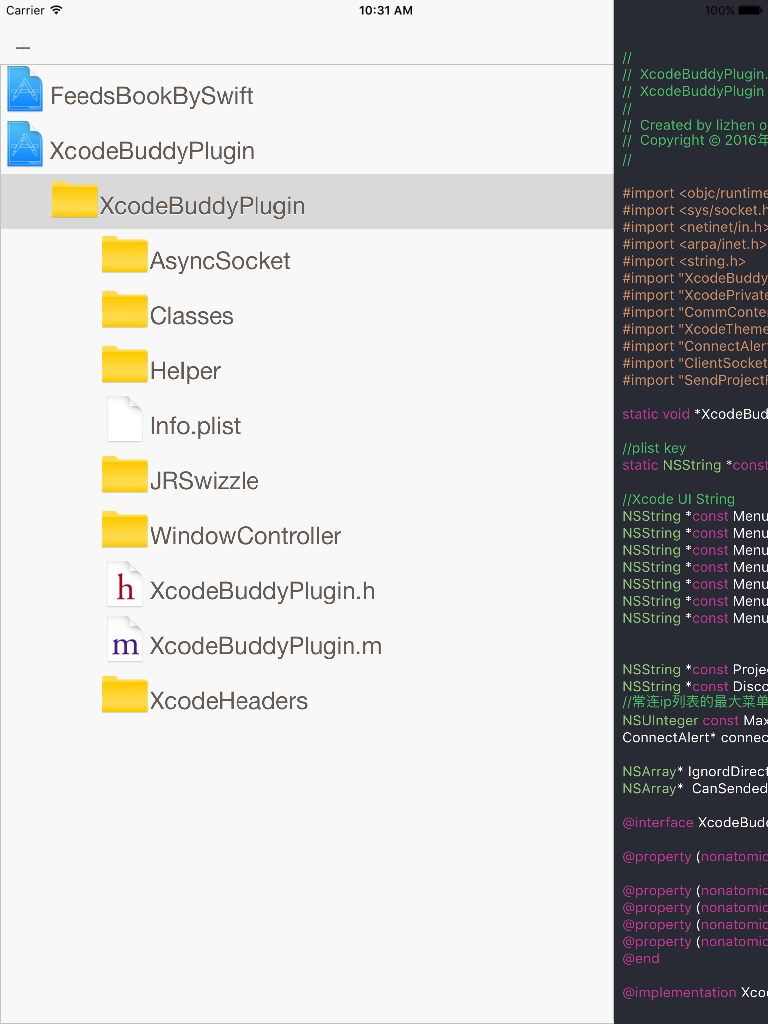 Carrier
10:31 AM
100%
FeedsBookBySwift
XcodeBuddyPlugin
XcodeBuddyPlugin
AsyncSocket
Classes
Helper
Info.plist
JRSwizzle
WindowController
h XcodeBuddyPlugin.h
m XcodeBuddyPlugin.m
XcodeHeaders
//
// XcodeBuddyPlugin.
// XcodeBuddyPlugin
//
// Created by lizhen o
// Copyright © 2016年
//
#import <objc/runtime
#import <sys/socket.h
#import <netinet/in.h>
#import <arpa/inet.h>
#import <string.h>
#import "XcodeBuddy
#import "XcodePrivate
#import "CommConte
#import "XcodeTheme
#import "ConnectAler
#import "ClientSocket
#import "SendProject
static void *XcodeBud
//plist key
static NSString *const
//Xcode UI String
NSString *const Menu
NSString *const Menu
NSString *const Menu
NSString *const Menu
NSString *const Menu
NSString *const Menu
NSString *const Menu
NSString *const Proje
NSString *const Disco
//常连ip列表的最大菜单
NSUInteger const Max
ConnectAlert* connec
NSArray* IgnordDirect
NSArray* CanSended
@interface XcodeBudd
@property (nonatomic
@property (nonatomic
@property (nonatomic
@property (nonatomic
@property (nonatomic
@end
@implementation Xco